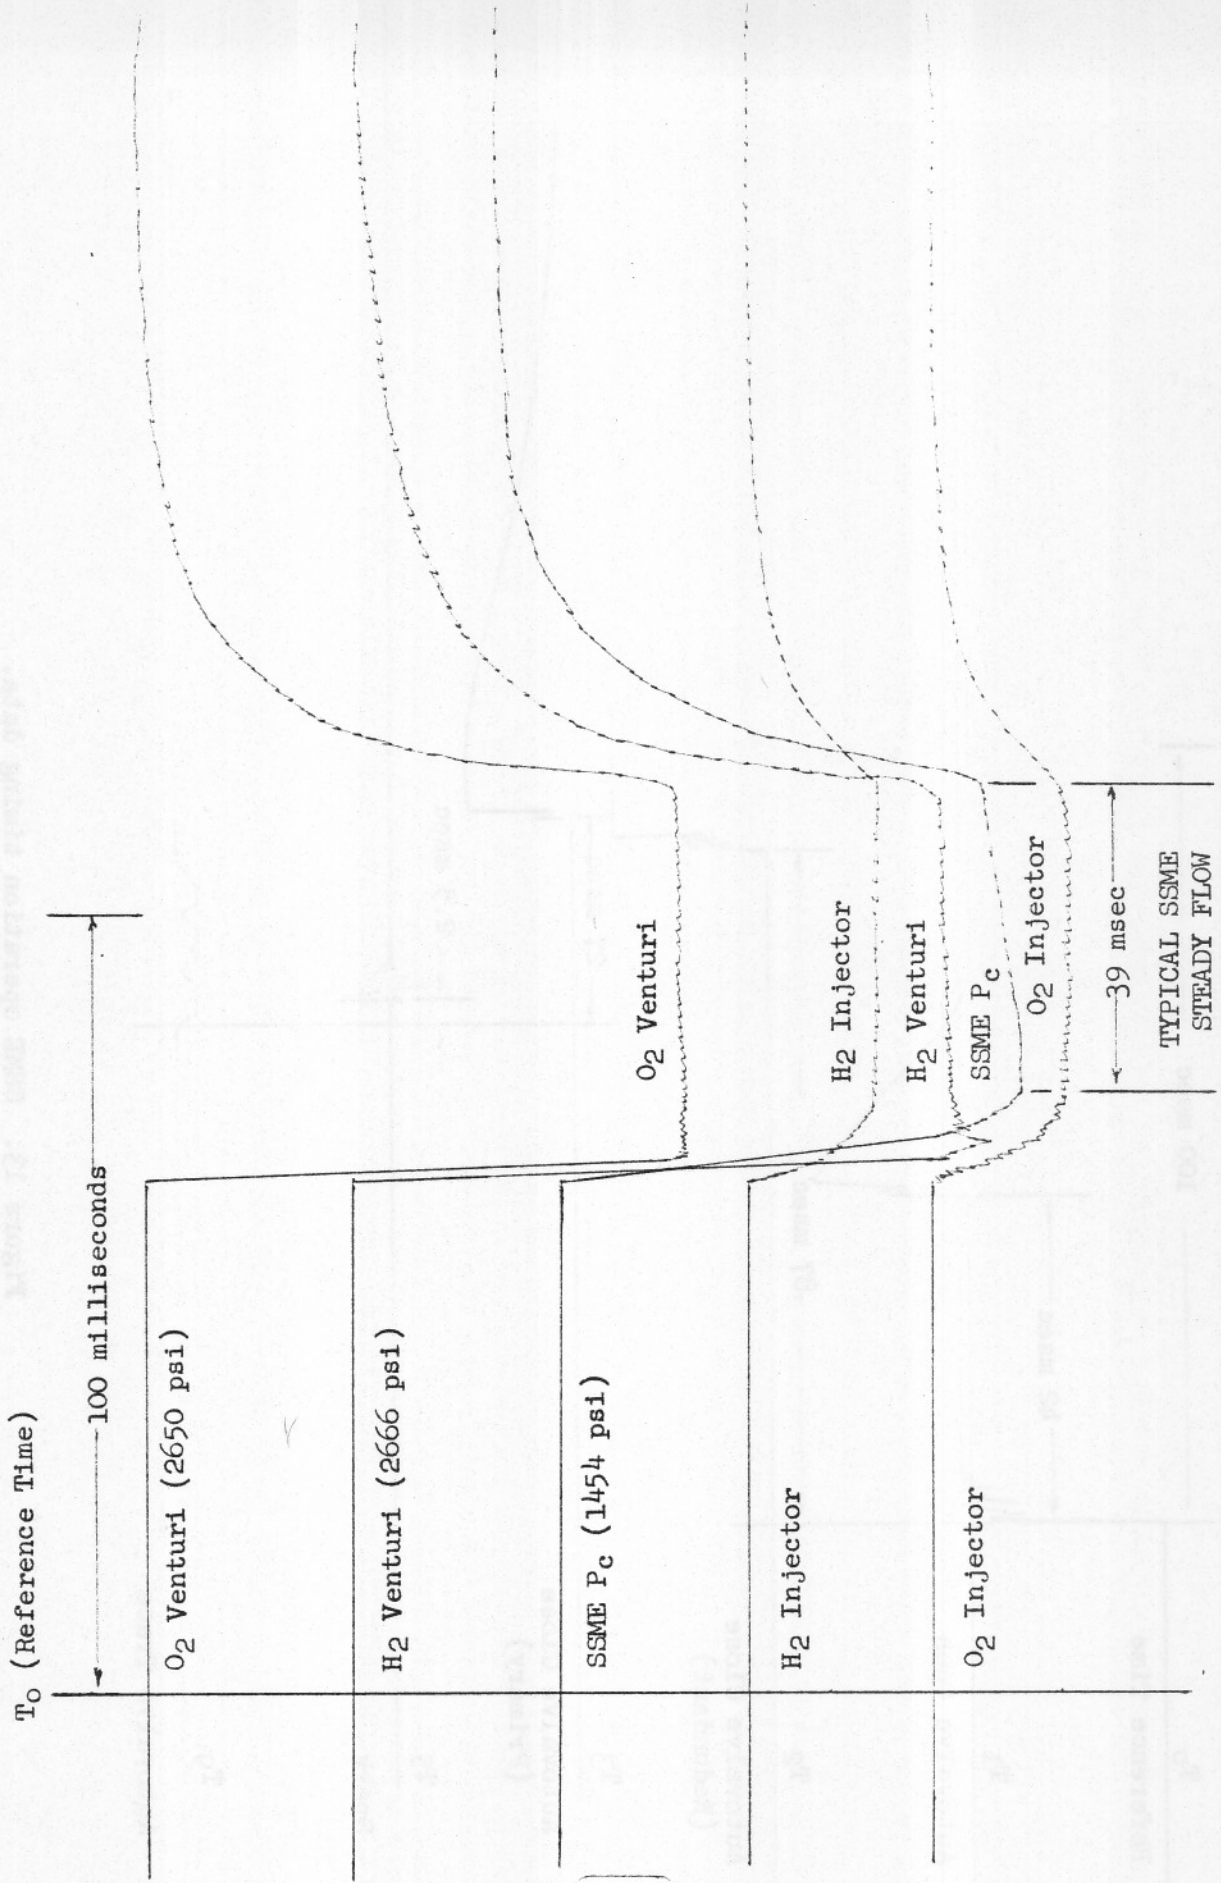 T₀ (Reference Time)
100 milliseconds
O₂ Venturi (2650 psi)
H₂ Venturi (2666 psi)
SSME Pc (1454 psi)
H₂ Injector
O₂ Injector
O₂ Venturi
H₂ Injector
H₂ Venturi
SSME Pc
O₂ Injector
39 msec
TYPICAL SSME
STEADY FLOW